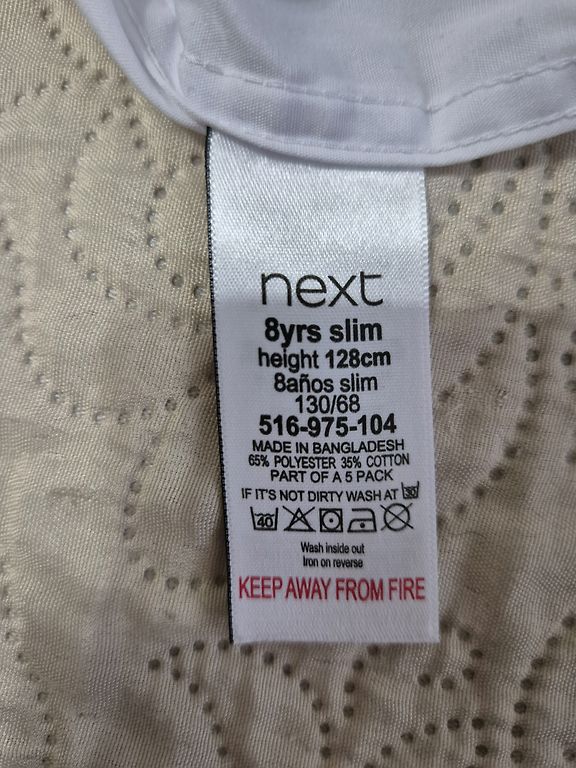 next
8yrs slim
height 128cm
8años slim
130/68
516-975-104
MADE IN BANGLADESH
65% POLYESTER 35% COTTON
PART OF A 5 PACK
IF IT'S NOT DIRTY WASH AT 30
40
Wash inside out
Iron on reverse
KEEP AWAY FROM FIRE